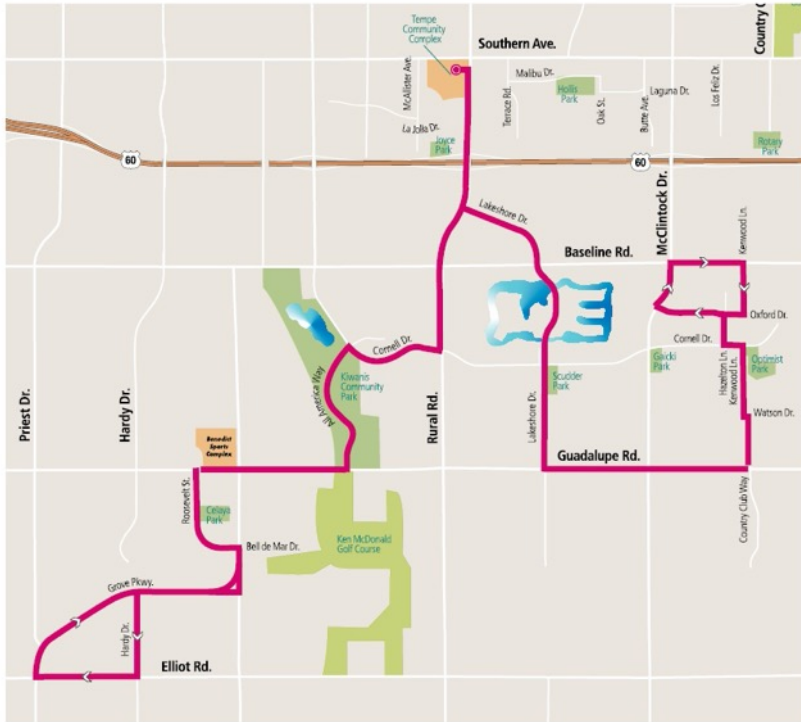 Tempe
Community
Complex
Southern Ave.
Country C
McAllister Ave.
Malibu Dr.
Hollis
Park
Terrace Rd.
Oak St.
Butte Ave.
Laguna Dr.
Los Feliz Dr.
La Jolla Dr.
Joyce
Park
Rotary
Park
60
60
McClintock Dr.
Kenwood Ln.
Lakeshore Dr.
Baseline Rd.
Oxford Dr.
Cornell Dr.
Cornell Dr.
Priest Dr.
Hardy Dr.
All America Way
Kiwanis
Community
Park
Rural Rd.
Scudder
Park
Gaicki
Park
Hazelton Ln.
Kenwood Ln.
Optimist
Park
Lakeshore Dr.
Watson Dr.
Benedict
Sports
Complex
Guadalupe Rd.
Roosevelt St.
Celaya
Park
Country Club Way
Bell de Mar Dr.
Ken McDonald
Golf Course
Grove Pkwy.
Hardy Dr.
Elliot Rd.